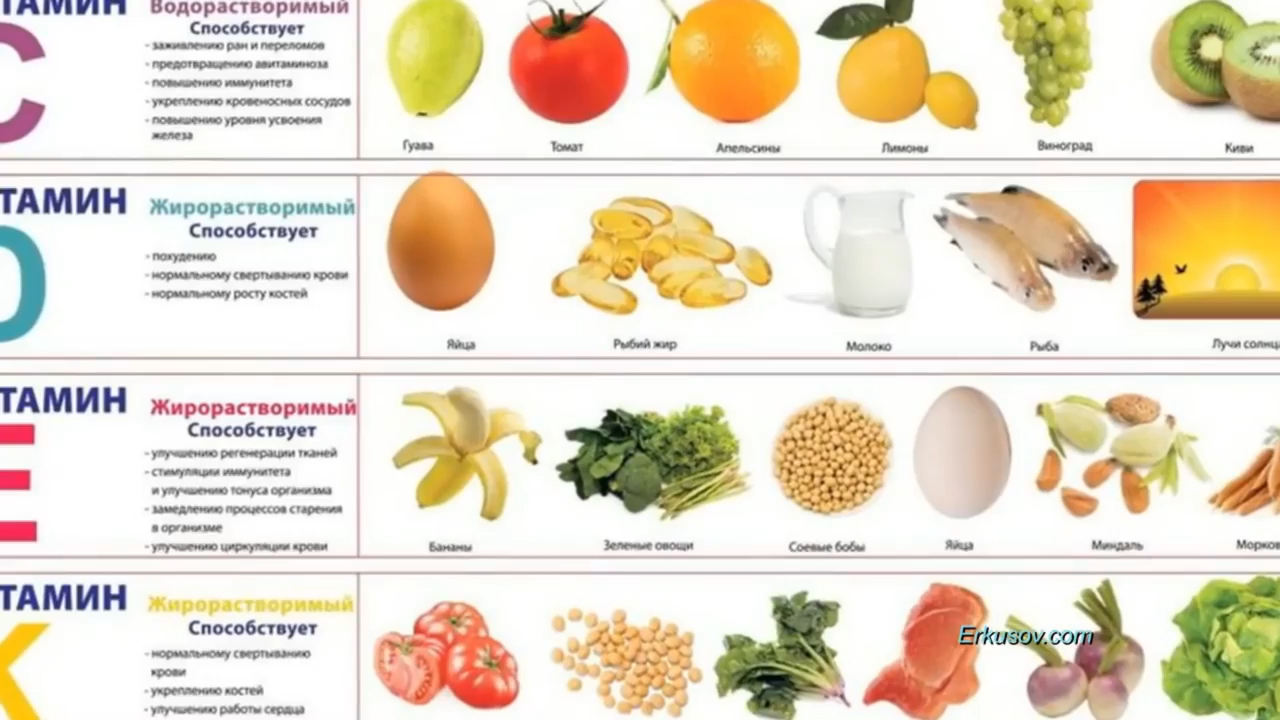 ТАМИН
Водорастворимый
Способствует
- заживлению ран и переломов
- предотвращению авитаминоза
- повышению иммунитета
- укреплению кровеносных сосудов
- повышению уровня усвоения
железа
C
Гуава
Томат
Апельсины
Лимоны
Виноград
Киви
ТАМИН
D
Жирорастворимый
Способствует
- похудению
- нормальному свертыванию крови
- нормальному росту костей
Яйца
Рыбий жир
Молоко
Рыба
Лучи солнца
ТАМИН
E
Жирорастворимый
Способствует
- улучшению регенерации тканей
- стимуляции иммунитета
и улучшению тонуса организма
- замедлению процессов старения
в организме
- улучшению циркуляции крови
Бананы
Зеленые овощи
Соевые бобы
Яйца
Миндаль
Морков
ТАМИН
K
Жирорастворимый
Способствует
- нормальному свертыванию
крови
- укреплению костей
- улучшению работы сердца
Erkusov.com